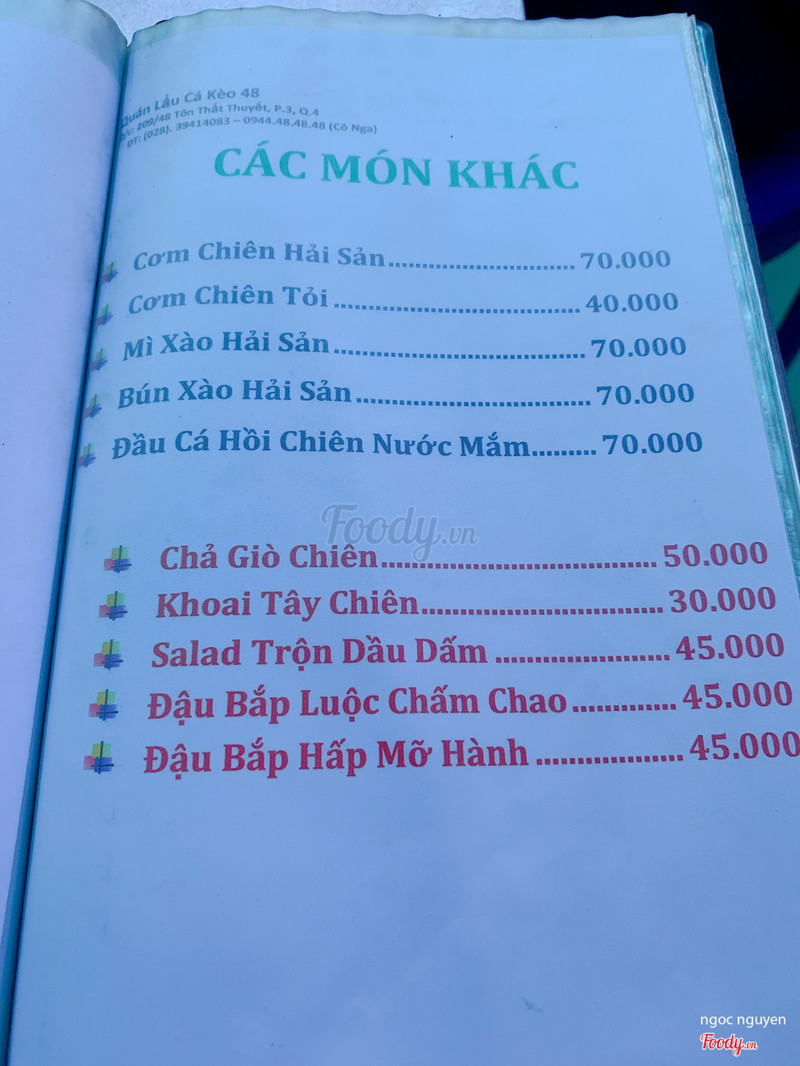 Quán Lẩu Cá Kèo 48
Đ/c: 209/48 Tôn Thất Thuyết, P.3, Q.4
ĐT: (028). 39414083 – 0944.48.48.48 (Cô Nga)
CÁC MÓN KHÁC
Cơm Chiên Hải Sản........................ 70.000
Cơm Chiên Tỏi ................................ 40.000
Mì Xào Hải Sản................................. 70.000
Bún Xào Hải Sản............................... 70.000
Đầu Cá Hồi Chiên Nước Mắm......... 70.000
Foody.vn
Chả Giò Chiên.................................... 50.000
Khoai Tây Chiên................................ 30.000
Salad Trộn Dầu Dấm ....................... 45.000
Đậu Bắp Luộc Chấm Chao .............. 45.000
Đậu Bắp Hấp Mỡ Hành ................... 45.000
ngoc nguyen
Foody.vn